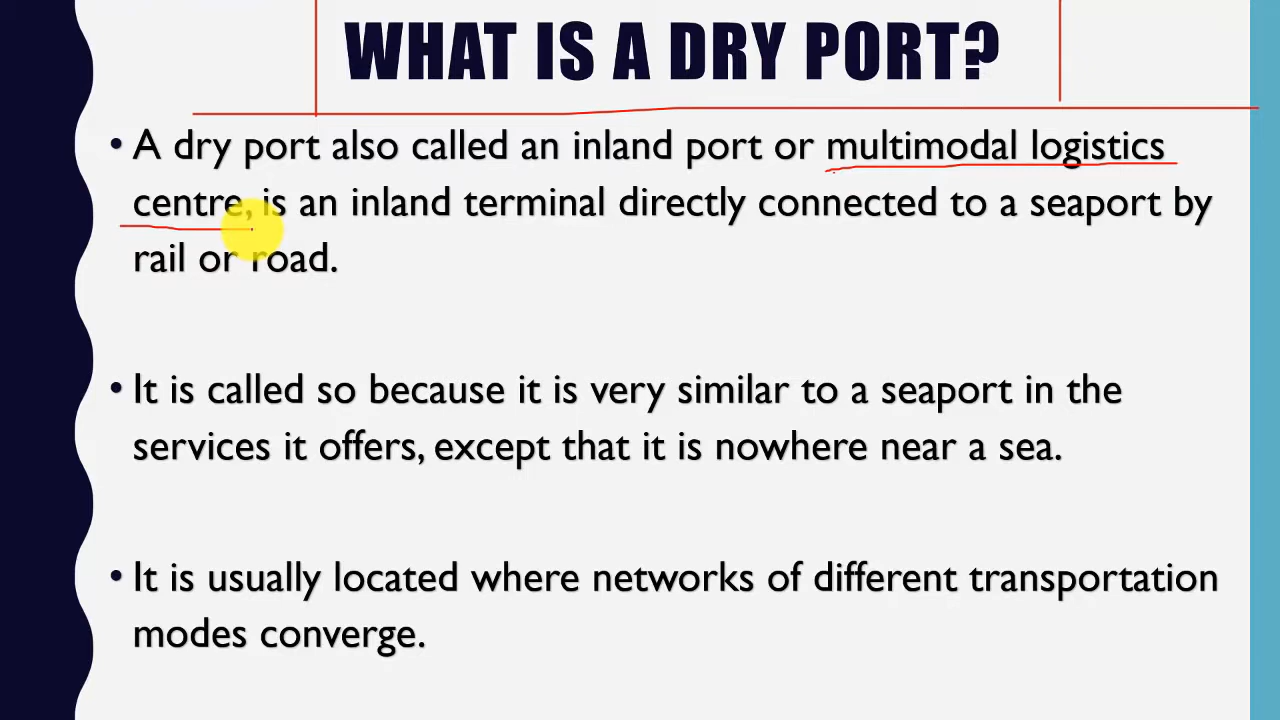 WHAT IS A DRY PORT?
• A dry port also called an inland port or multimodal logistics
centre, is an inland terminal directly connected to a seaport by
rail or road.
• It is called so because it is very similar to a seaport in the
services it offers, except that it is nowhere near a sea.
• It is usually located where networks of different transportation
modes converge.